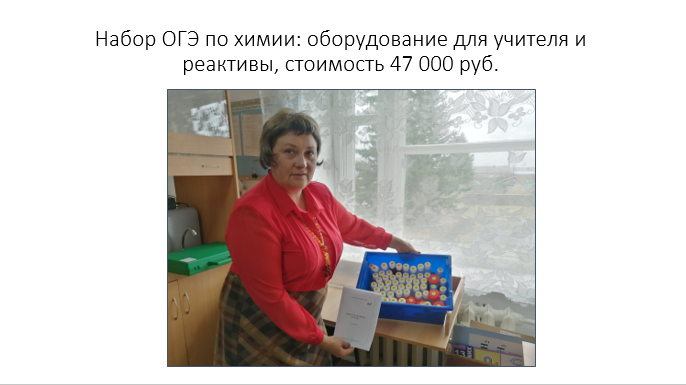 Набор ОГЭ по химии: оборудование для учителя и
реактивы, стоимость 47 000 руб.